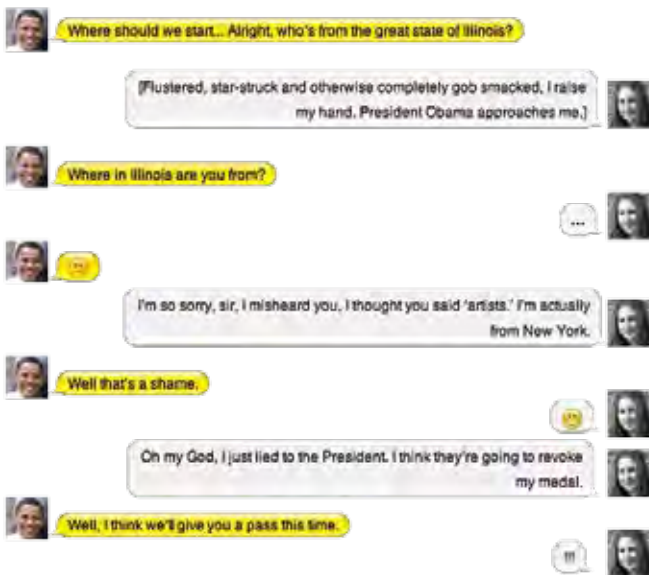 Where should we start... Alright, who's from the great state of Illinois?
[Flustered, star-struck and otherwise completely gob smacked, I raise
my hand. President Obama approaches me.]
Where in Illinois are you from?
...
I'm so sorry, sir, I misheard you. I thought you said 'artists.' I'm actually
from New York.
Well that's a shame.
Oh my God, I just lied to the President. I think they're going to revoke
my medal.
Well, I think we'll give you a pass this time.
!!!